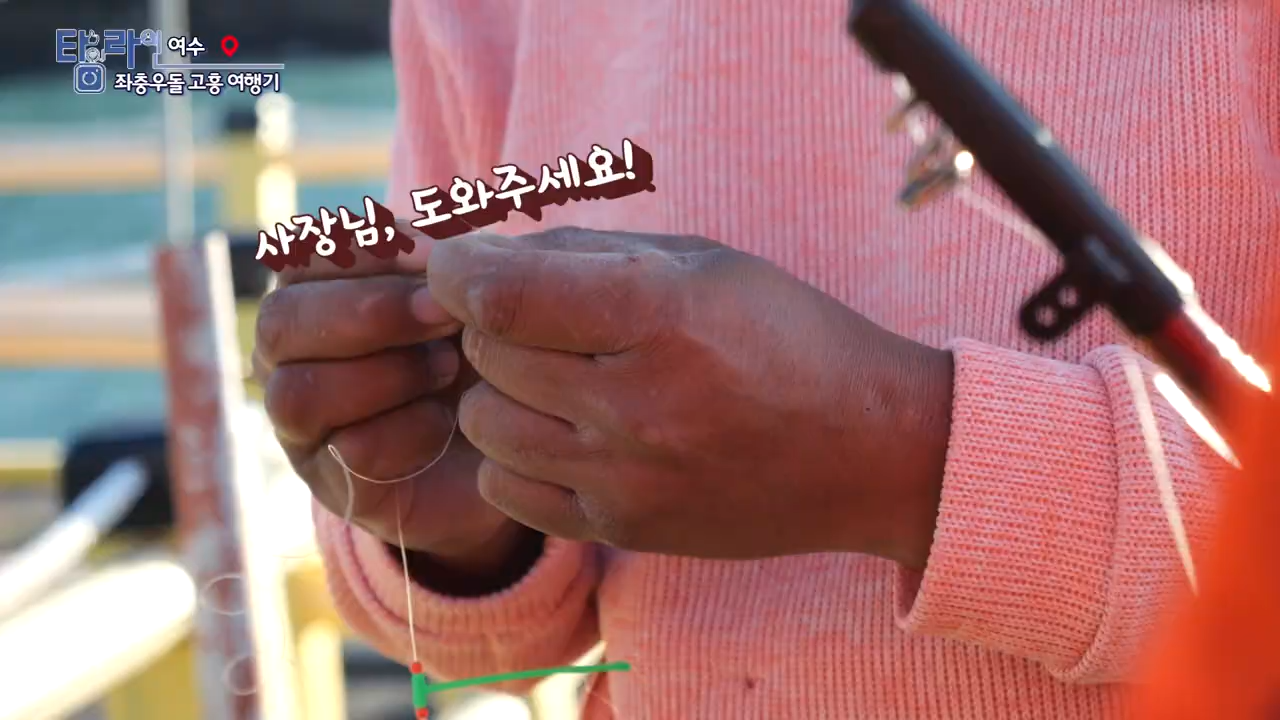 타라의 여수
좌충우돌 고흥 여행기
사장님, 도와주세요!